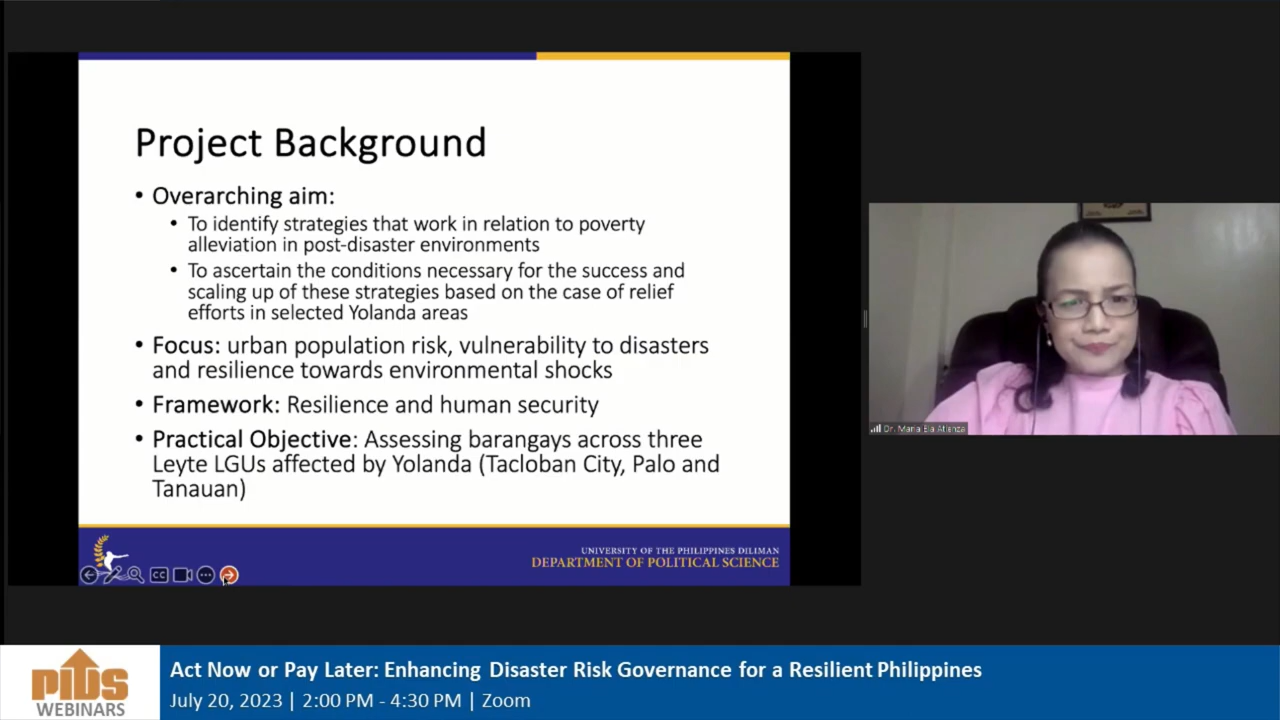 Project Background
• Overarching aim:
• To identify strategies that work in relation to poverty
alleviation in post-disaster environments
• To ascertain the conditions necessary for the success and
scaling up of these strategies based on the case of relief
efforts in selected Yolanda areas
• Focus: urban population risk, vulnerability to disasters
and resilience towards environmental shocks
• Framework: Resilience and human security
• Practical Objective: Assessing barangays across three
Leyte LGUs affected by Yolanda (Tacloban City, Palo and
Tanauan)
UNIVERSITY OF THE PHILIPPINES DILIMAN
DEPARTMENT OF POLITICAL SCIENCE
CC
Dr. Maria Ela Atienza
PIDS
WEBINARS
Act Now or Pay Later: Enhancing Disaster Risk Governance for a Resilient Philippines
July 20, 2023 | 2:00 PM - 4:30 PM | Zoom